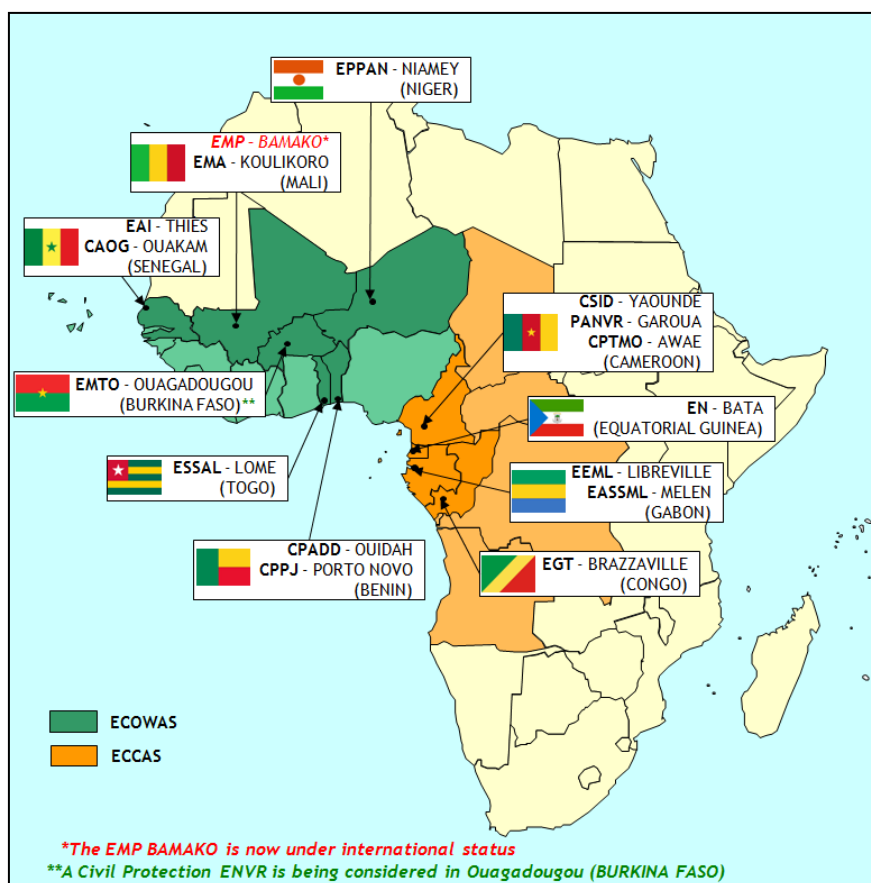 EPPAN - NIAMEY
(NIGER)
EMP - BAMAKO*
EMA - KOULIKORO
(MALI)
EAI - THIÈS
CAOG - OUAKAM
(SENEGAL)
CSID - YAOUNDÉ
PANVR - GAROUA
CPTMO - AWAE
(CAMEROON)
EMTO - OUAGADOUGOU
(BURKINA FASO)**
EN - BATA
(EQUATORIAL GUINEA)
ESSAL - LOME
(TOGO)
EEML - LIBREVILLE
EASSML - MELEN
(GABON)
CPADD - OUIDAH
CPPJ - PORTO NOVO
(BENIN)
EGT - BRAZZAVILLE
(CONGO)
ECOWAS
ECCAS
*The EMP BAMAKO is now under international status
**A Civil Protection ENVR is being considered in Ouagadougou (BURKINA FASO)